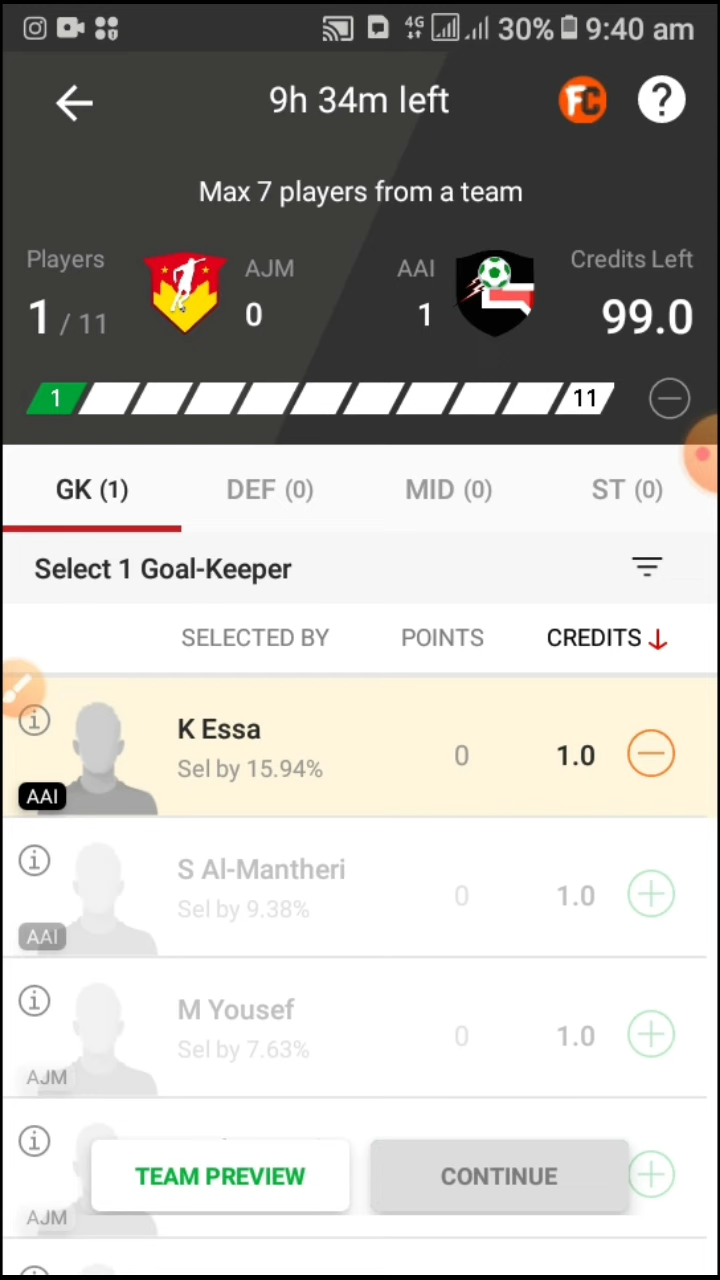 4G 30% 9:40 am
9h 34m left
FC ?
Max 7 players from a team
Players AJM AAI Credits Left
1 / 11 0 1 99.0
1 11
GK (1) DEF (0) MID (0) ST (0)
Select 1 Goal-Keeper
SELECTED BY POINTS CREDITS
K Essa
Sel by 15.94% 0 1.0
AAI
S Al-Mantheri
Sel by 9.38% 0 1.0
AAI
M Yousef
Sel by 7.63% 0 1.0
AJM
TEAM PREVIEW CONTINUE
AJM